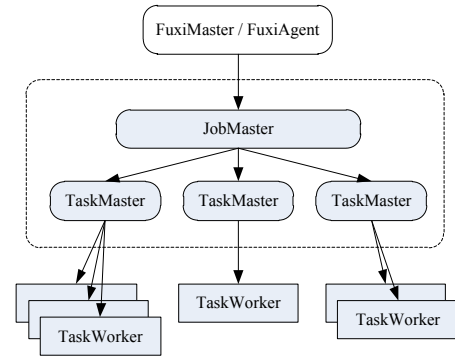 FuxiMaster / FuxiAgent
JobMaster
TaskMaster
TaskMaster
TaskMaster
TaskWorker
TaskWorker
TaskWorker